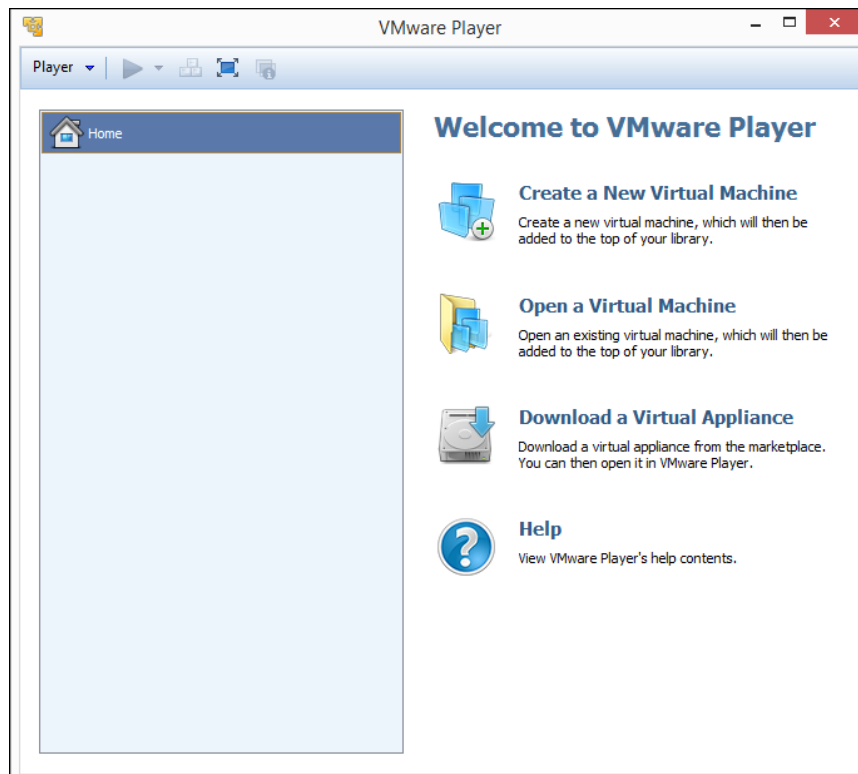 VMware Player
Player
Home
Welcome to VMware Player
Create a New Virtual Machine
Create a new virtual machine, which will then be
added to the top of your library.
Open a Virtual Machine
Open an existing virtual machine, which will then be
added to the top of your library.
Download a Virtual Appliance
Download a virtual appliance from the marketplace.
You can then open it in VMware Player.
Help
View VMware Player's help contents.